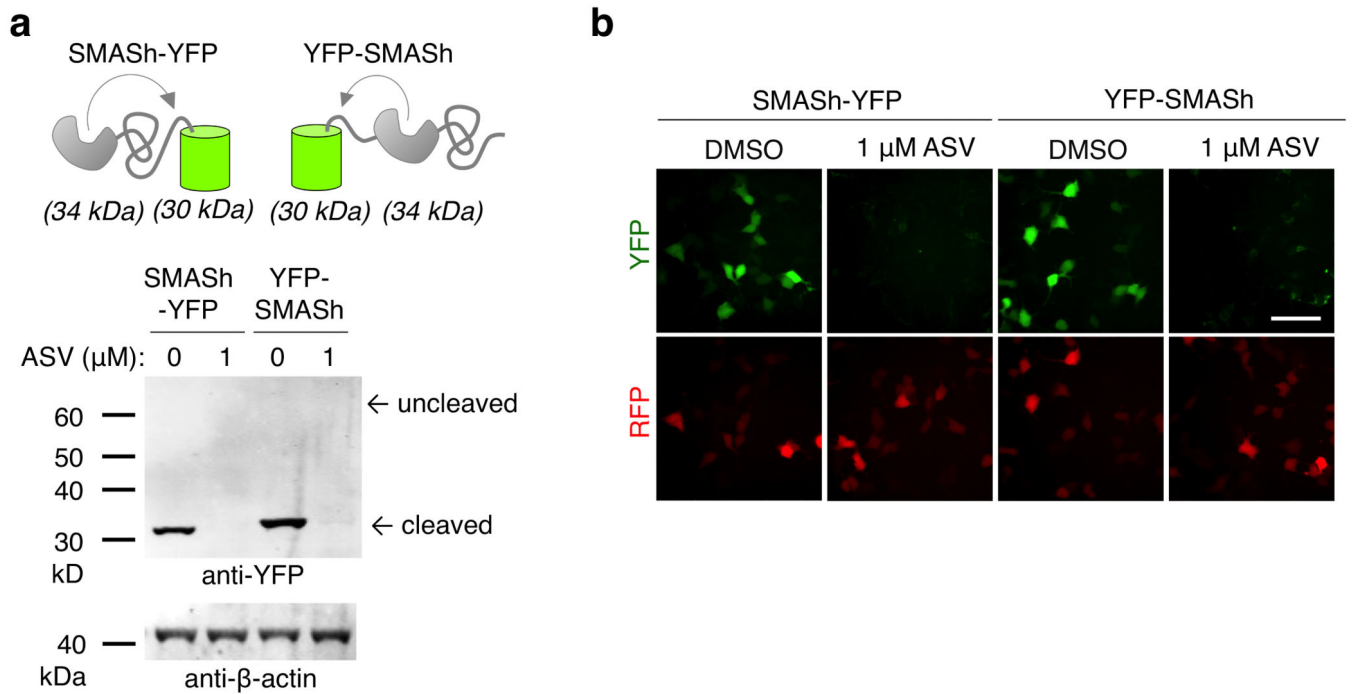 a
SMASh-YFP YFP-SMASh
(34 kDa) (30 kDa) (30 kDa) (34 kDa)
SMASh YFP-
-YFP SMASh
ASV (μM): 0 1 0 1
← uncleaved
60
50
40
← cleaved
30
kD
anti-YFP
40
kDa
anti-β-actin
b
SMASh-YFP YFP-SMASh
DMSO 1 μM ASV DMSO 1 μM ASV
YFP
RFP